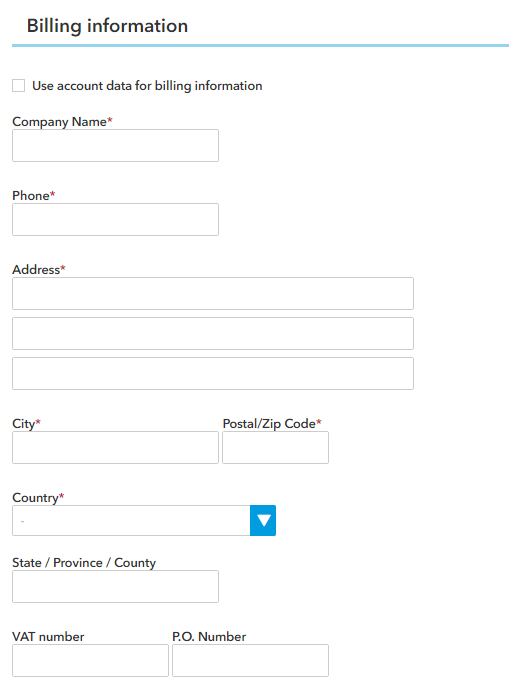 Billing information
Use account data for billing information
Company Name*
Phone*
Address*
City* Postal/Zip Code*
Country*
-
State / Province / County
VAT number P.O. Number